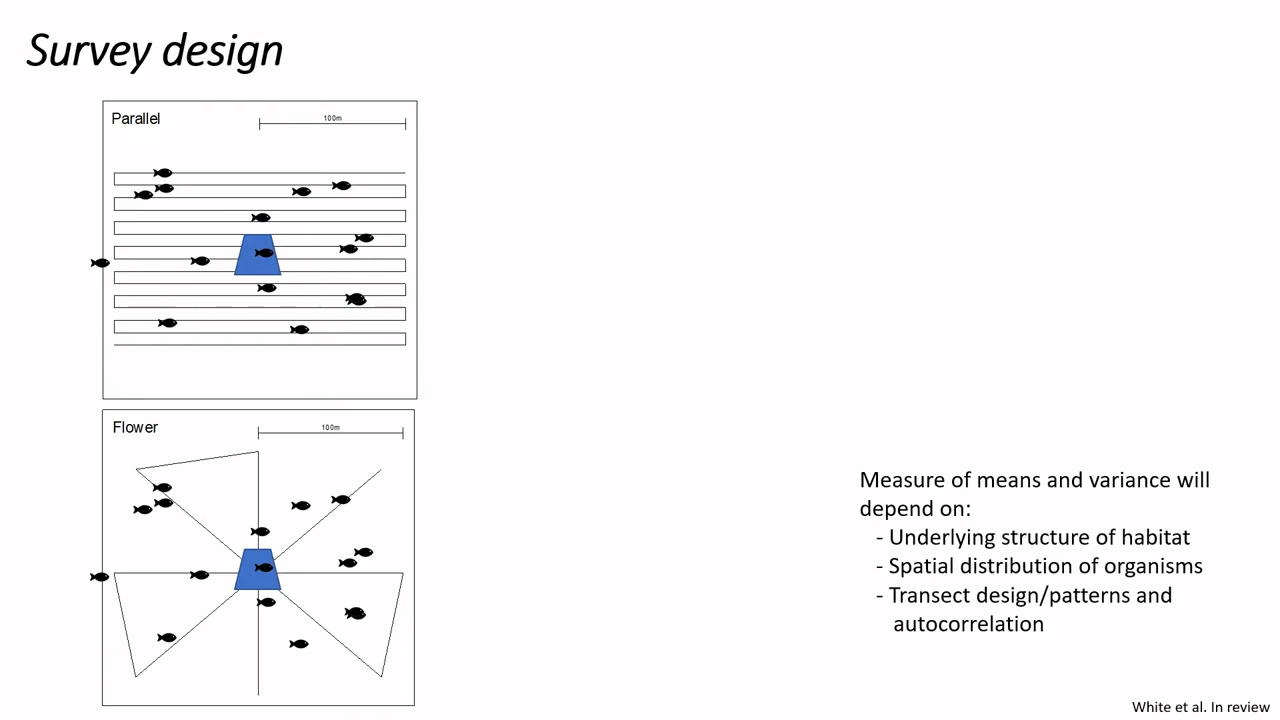 Survey design
Parallel
100m
Flower
100m
Measure of means and variance will
depend on:
- Underlying structure of habitat
- Spatial distribution of organisms
- Transect design/patterns and
autocorrelation
White et al. In review